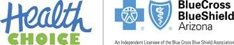 Health
CHOICE
BlueCross
BlueShield
Arizona
An Independent Licensee of the Blue Cross Blue Shield Association